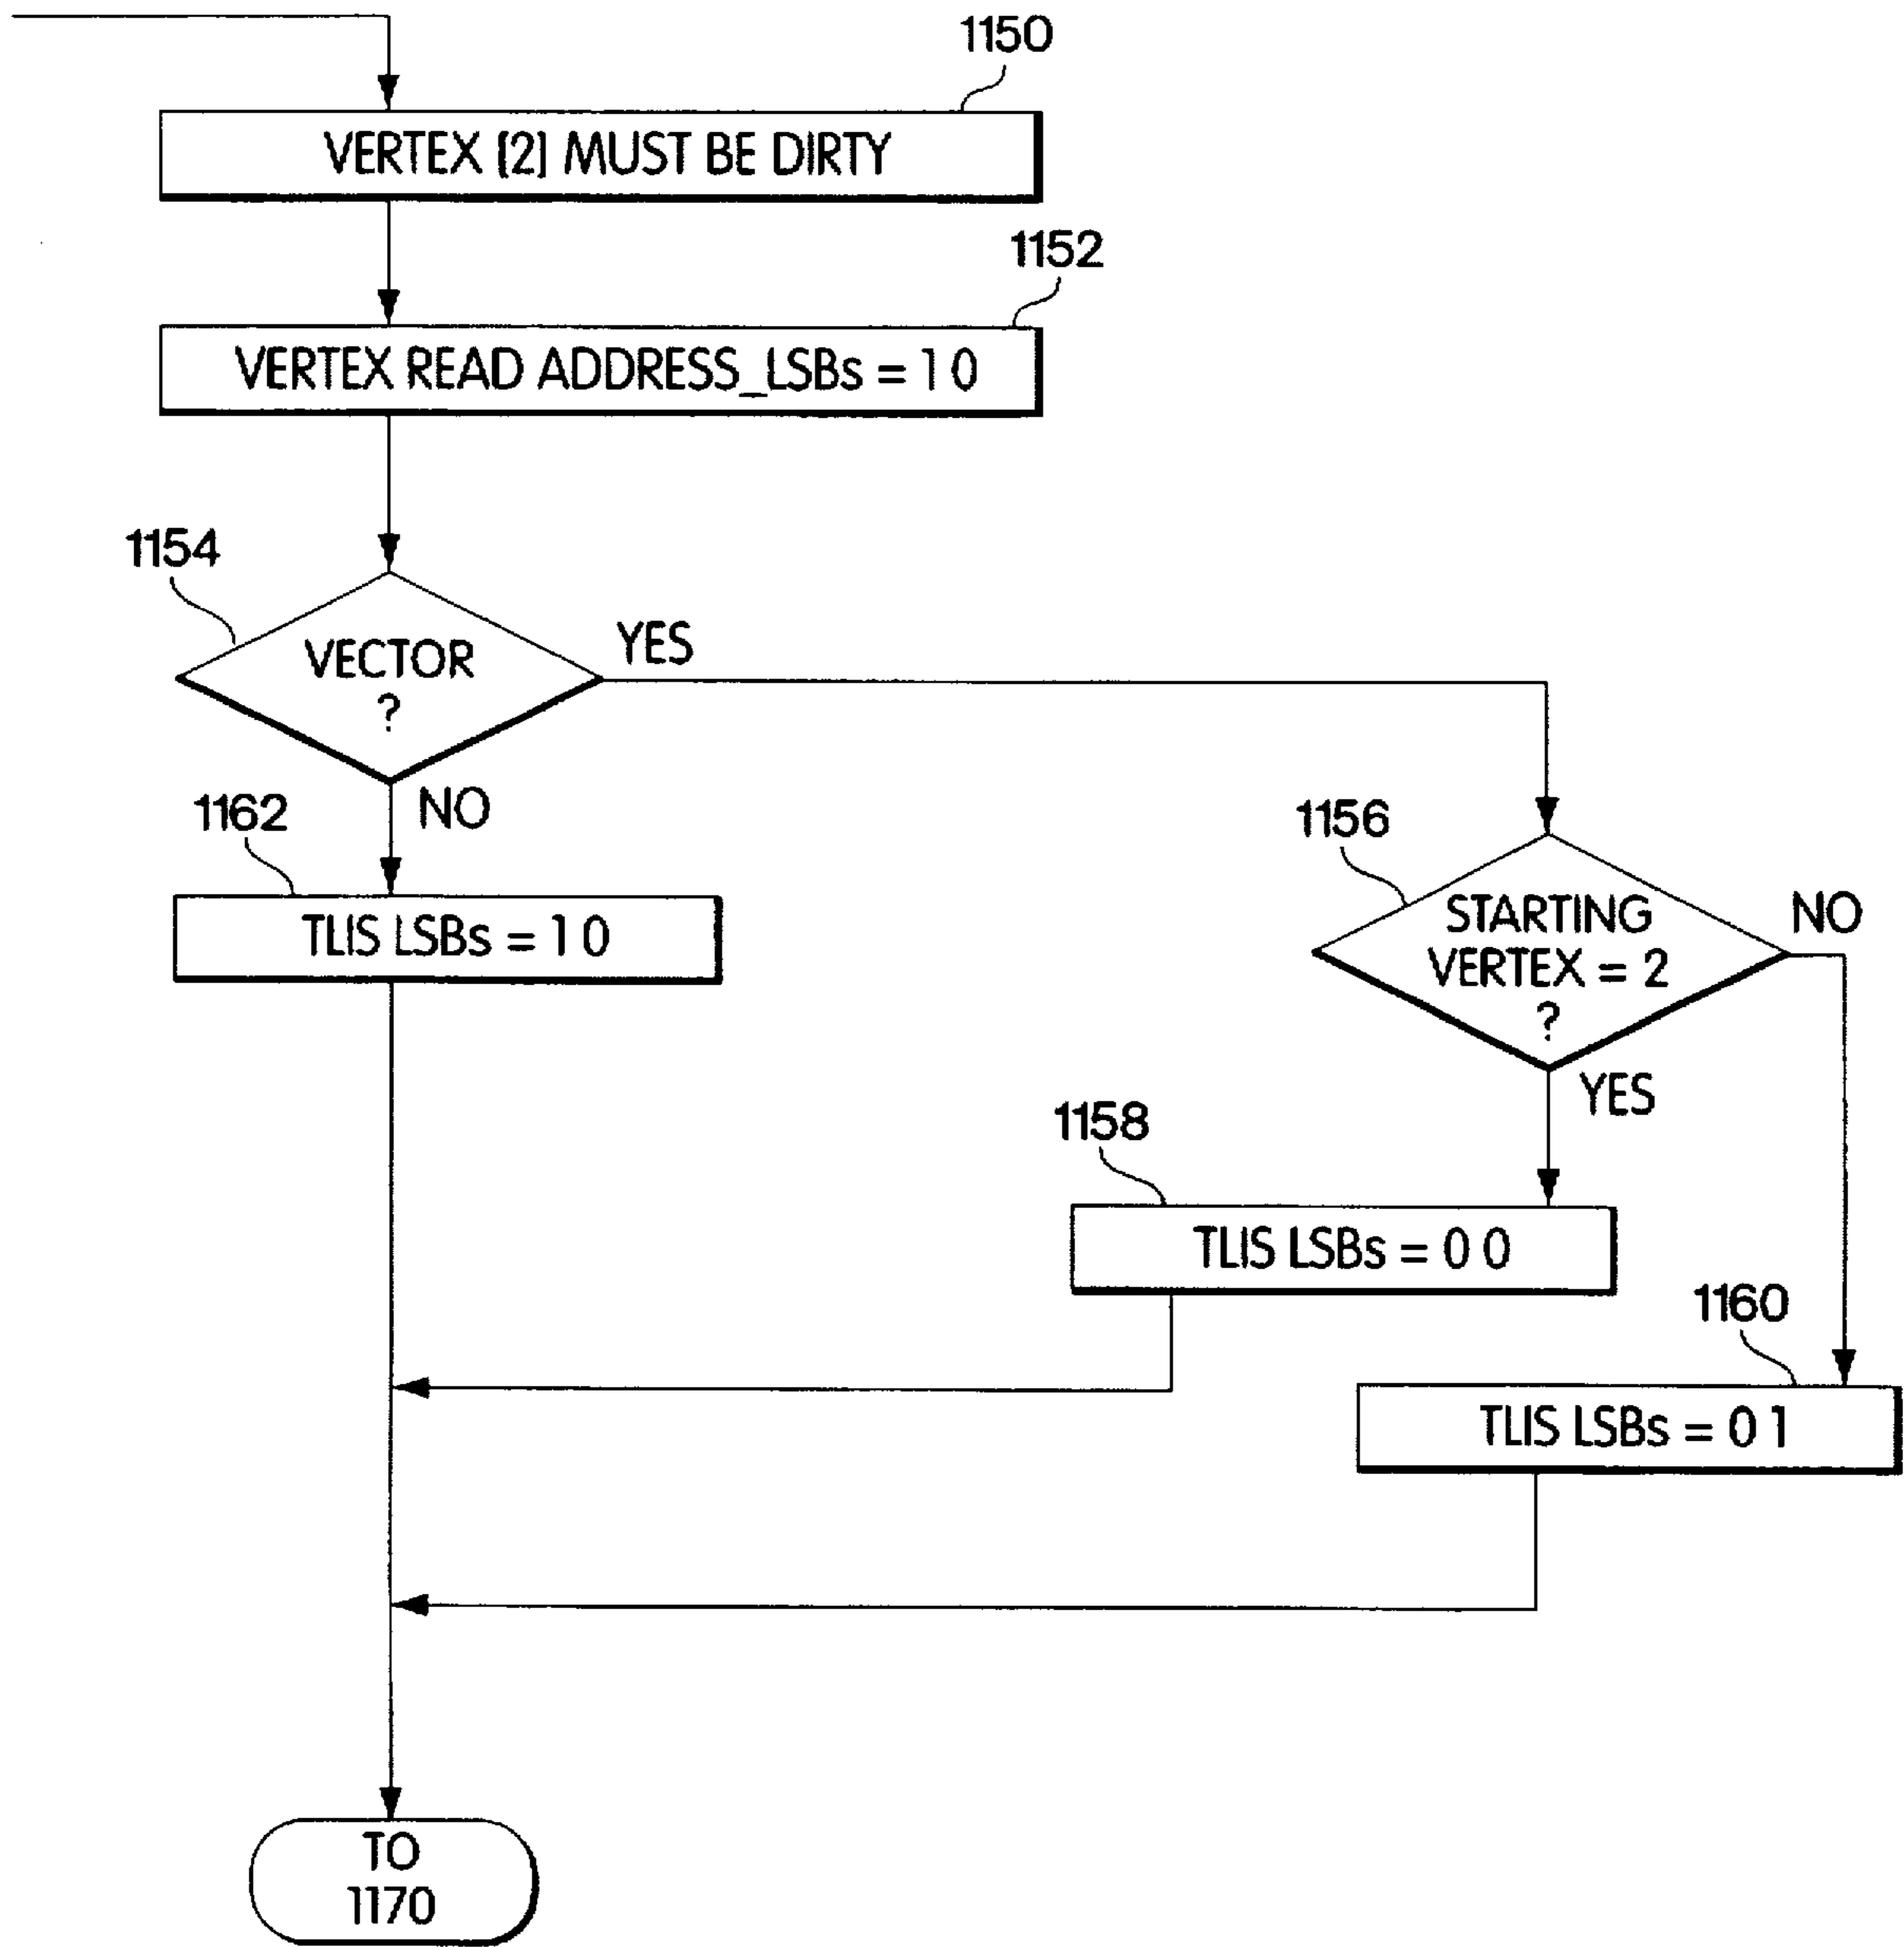 1150
VERTEX [2] MUST BE DIRTY
1152
VERTEX READ ADDRESS_LSBs = 1 0
1154
VECTOR
?
YES
NO
1162
TLIS LSBs = 1 0
1156
STARTING
VERTEX = 2
?
NO
YES
1158
TLIS LSBs = 0 0
1160
TLIS LSBs = 0 1
TO
1170